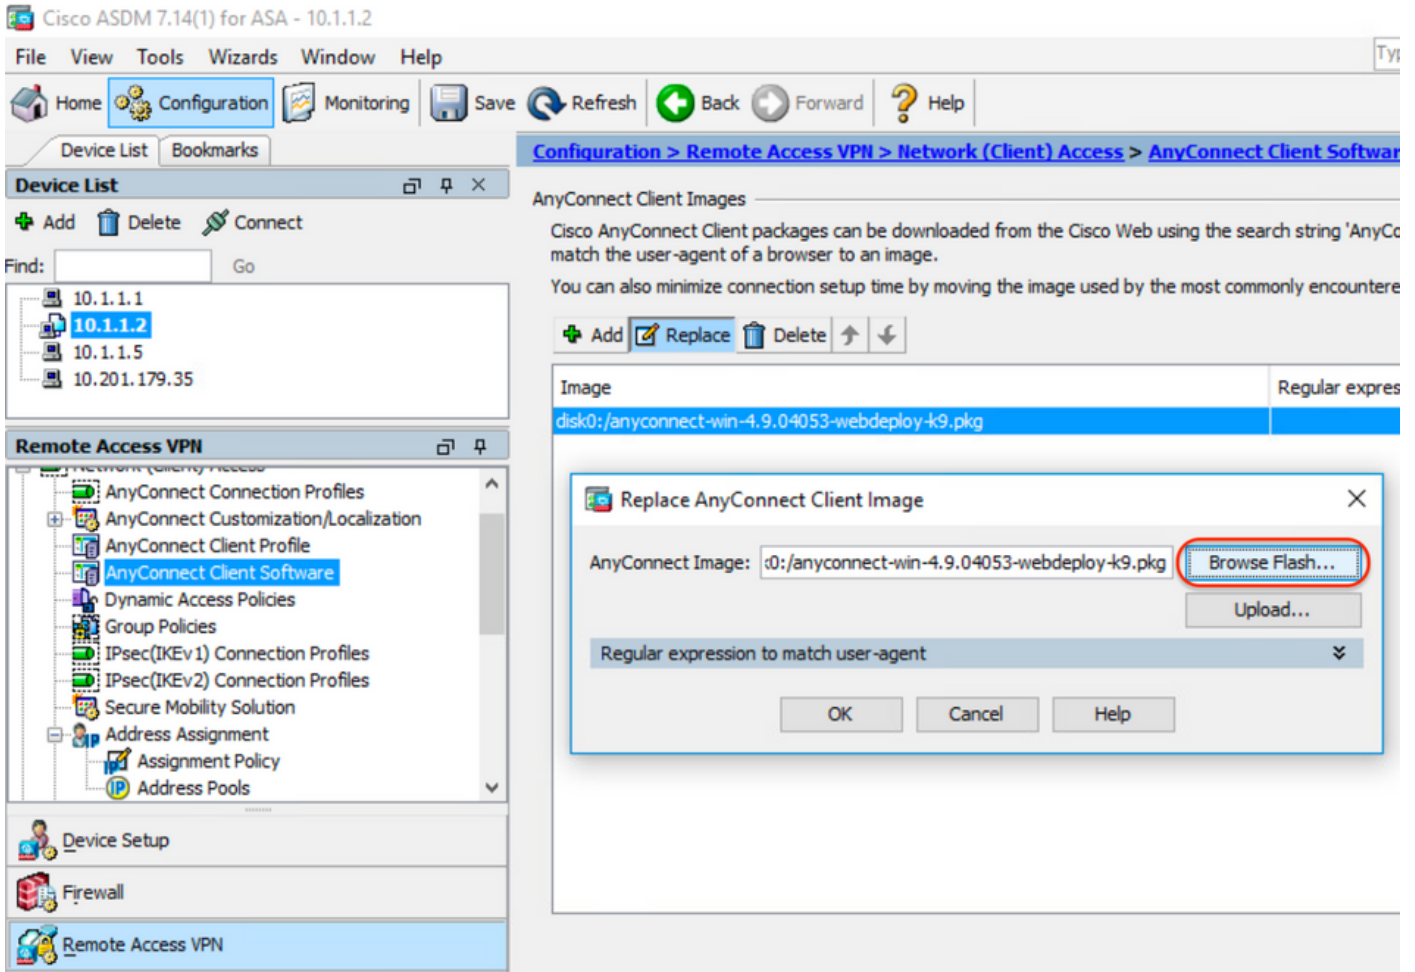 Cisco ASDM 7.14(1) for ASA - 10.1.1.2
File View Tools Wizards Window Help
Home Configuration Monitoring Save Refresh Back Forward Help
Device List Bookmarks
Device List
Add Delete Connect
Find: Go
10.1.1.1
10.1.1.2
10.1.1.5
10.201.179.35
Remote Access VPN
Network (Client) Access
AnyConnect Connection Profiles
AnyConnect Customization/Localization
AnyConnect Client Profile
AnyConnect Client Software
Dynamic Access Policies
Group Policies
IPsec(IKEv1) Connection Profiles
IPsec(IKEv2) Connection Profiles
Secure Mobility Solution
Address Assignment
Assignment Policy
Address Pools
Device Setup
Firewall
Remote Access VPN
Configuration > Remote Access VPN > Network (Client) Access > AnyConnect Client Softwar
AnyConnect Client Images
Cisco AnyConnect Client packages can be downloaded from the Cisco Web using the search string 'AnyCo
match the user-agent of a browser to an image.
You can also minimize connection setup time by moving the image used by the most commonly encountere
Add Replace Delete
Image Regular expres
disk0:/anyconnect-win-4.9.04053-webdeploy-k9.pkg
Replace AnyConnect Client Image
AnyConnect Image: :0:/anyconnect-win-4.9.04053-webdeploy-k9.pkg Browse Flash...
Upload...
Regular expression to match user-agent
OK Cancel Help